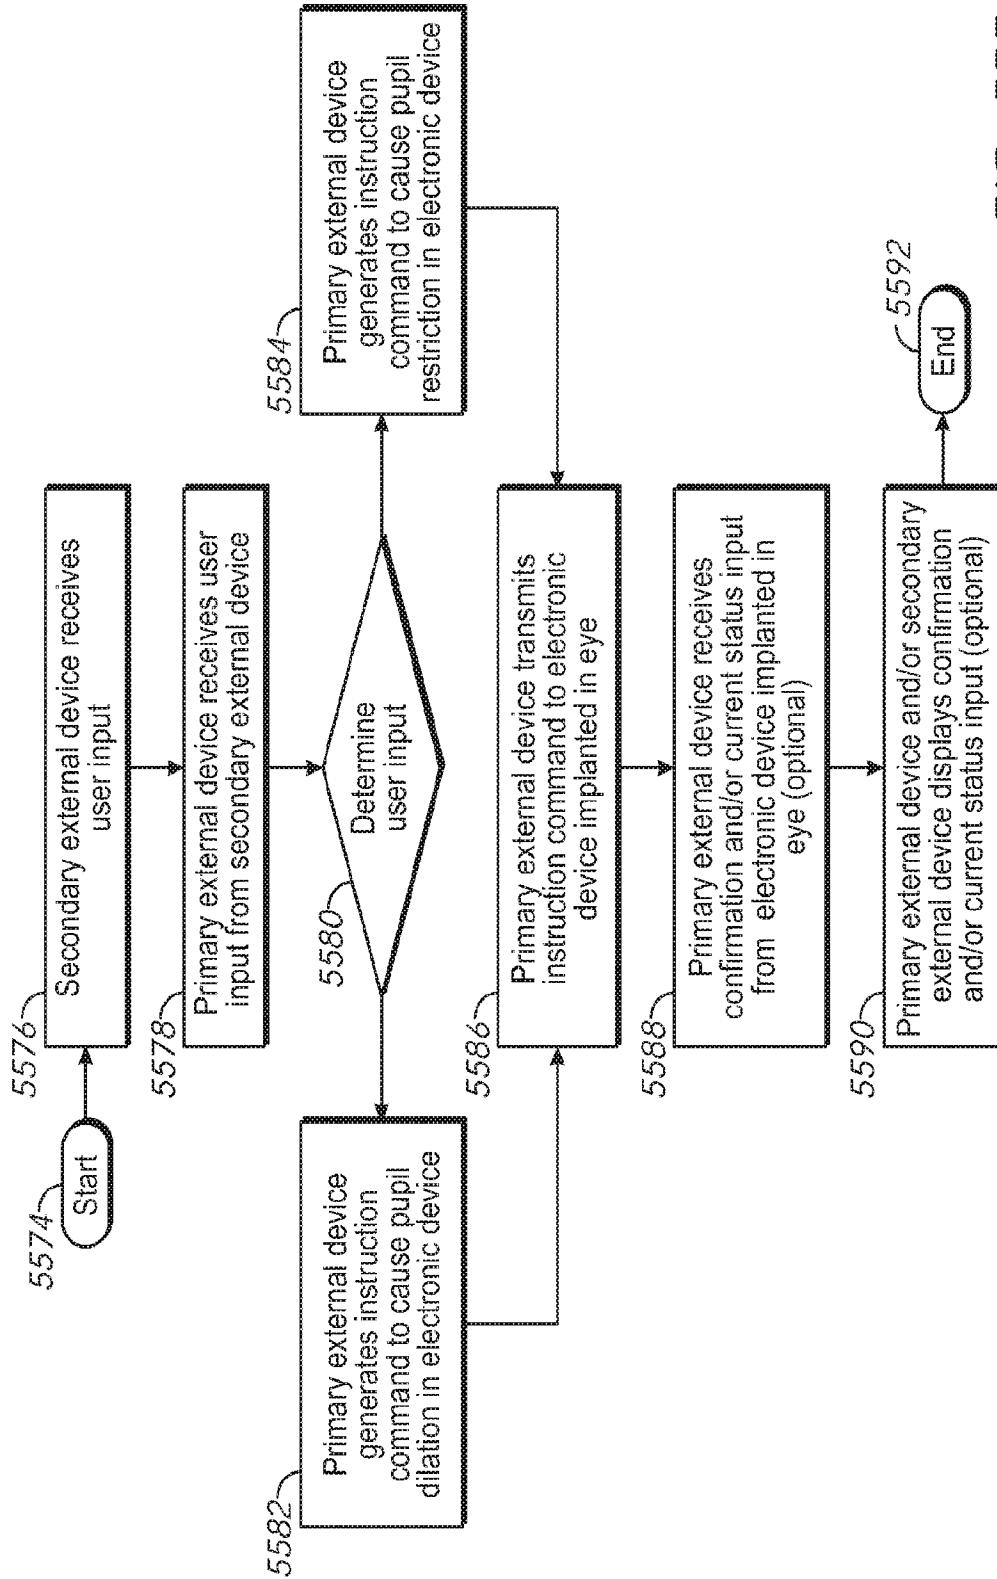 5574
Start
5576
Secondary external device receives
user input
5578
Primary external device receives user
input from secondary external device
5580
Determine
user input
5582
Primary external device
generates instruction
command to cause pupil
dilation in electronic device
5584
Primary external device
generates instruction
command to cause pupil
restriction in electronic device
5586
Primary external device transmits
instruction command to electronic
device implanted in eye
5588
Primary external device receives
confirmation and/or current status input
from electronic device implanted in
eye (optional)
5590
Primary external device and/or secondary
external device displays confirmation
and/or current status input (optional)
5592
End